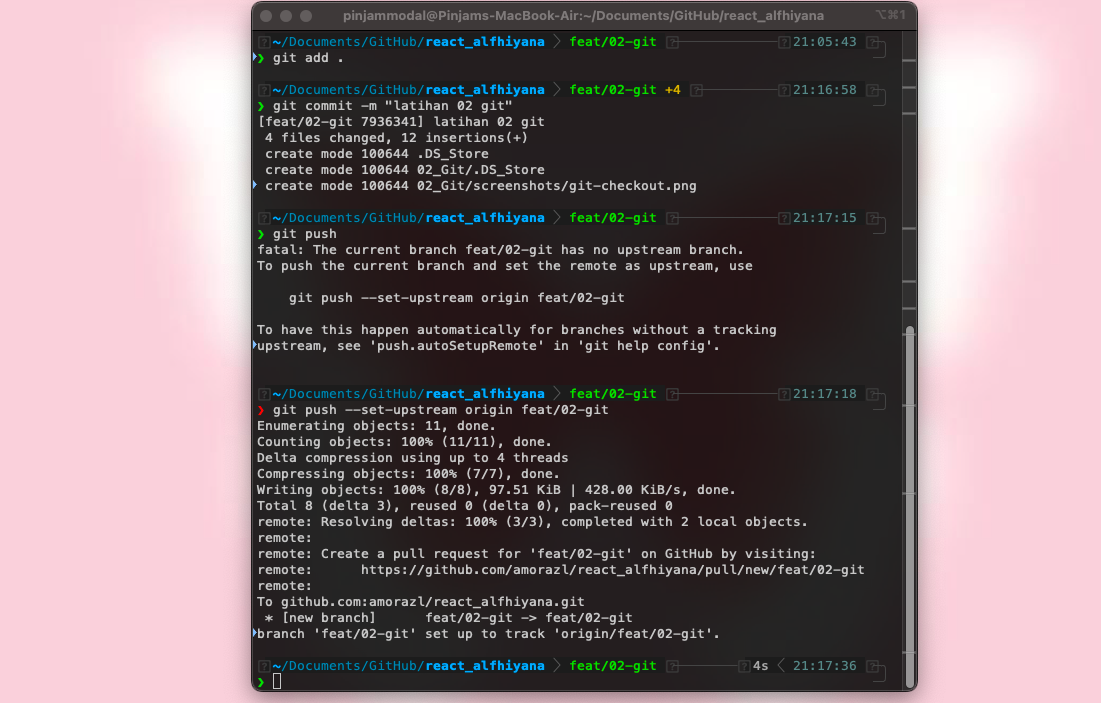 pinjammodal@Pinjams-MacBook-Air:~/Documents/GitHub/react_alfhiyana ⌥⌘1
~/Documents/GitHub/react_alfhiyana feat/02-git 21:05:43
❯ git add .
~/Documents/GitHub/react_alfhiyana feat/02-git +4 21:16:58
❯ git commit -m "latihan 02 git"
[feat/02-git 7936341] latihan 02 git
4 files changed, 12 insertions(+)
create mode 100644 .DS_Store
create mode 100644 02_Git/.DS_Store
create mode 100644 02_Git/screenshots/git-checkout.png
~/Documents/GitHub/react_alfhiyana feat/02-git 21:17:15
❯ git push
fatal: The current branch feat/02-git has no upstream branch.
To push the current branch and set the remote as upstream, use
git push --set-upstream origin feat/02-git
To have this happen automatically for branches without a tracking
upstream, see 'push.autoSetupRemote' in 'git help config'.
~/Documents/GitHub/react_alfhiyana feat/02-git 21:17:18
❯ git push --set-upstream origin feat/02-git
Enumerating objects: 11, done.
Counting objects: 100% (11/11), done.
Delta compression using up to 4 threads
Compressing objects: 100% (7/7), done.
Writing objects: 100% (8/8), 97.51 KiB | 428.00 KiB/s, done.
Total 8 (delta 3), reused 0 (delta 0), pack-reused 0
remote: Resolving deltas: 100% (3/3), completed with 2 local objects.
remote:
remote: Create a pull request for 'feat/02-git' on GitHub by visiting:
remote: https://github.com/amorazl/react_alfhiyana/pull/new/feat/02-git
remote:
To github.com:amorazl/react_alfhiyana.git
* [new branch] feat/02-git -> feat/02-git
branch 'feat/02-git' set up to track 'origin/feat/02-git'.
~/Documents/GitHub/react_alfhiyana feat/02-git 4s 21:17:36
❯